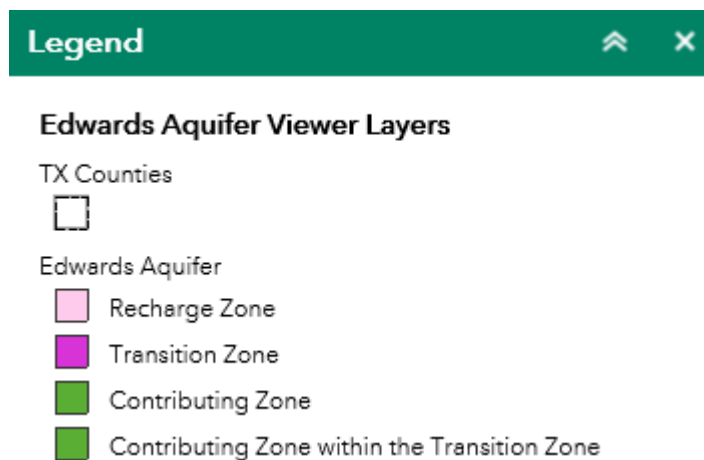 Legend
Edwards Aquifer Viewer Layers
TX Counties
Edwards Aquifer
Recharge Zone
Transition Zone
Contributing Zone
Contributing Zone within the Transition Zone